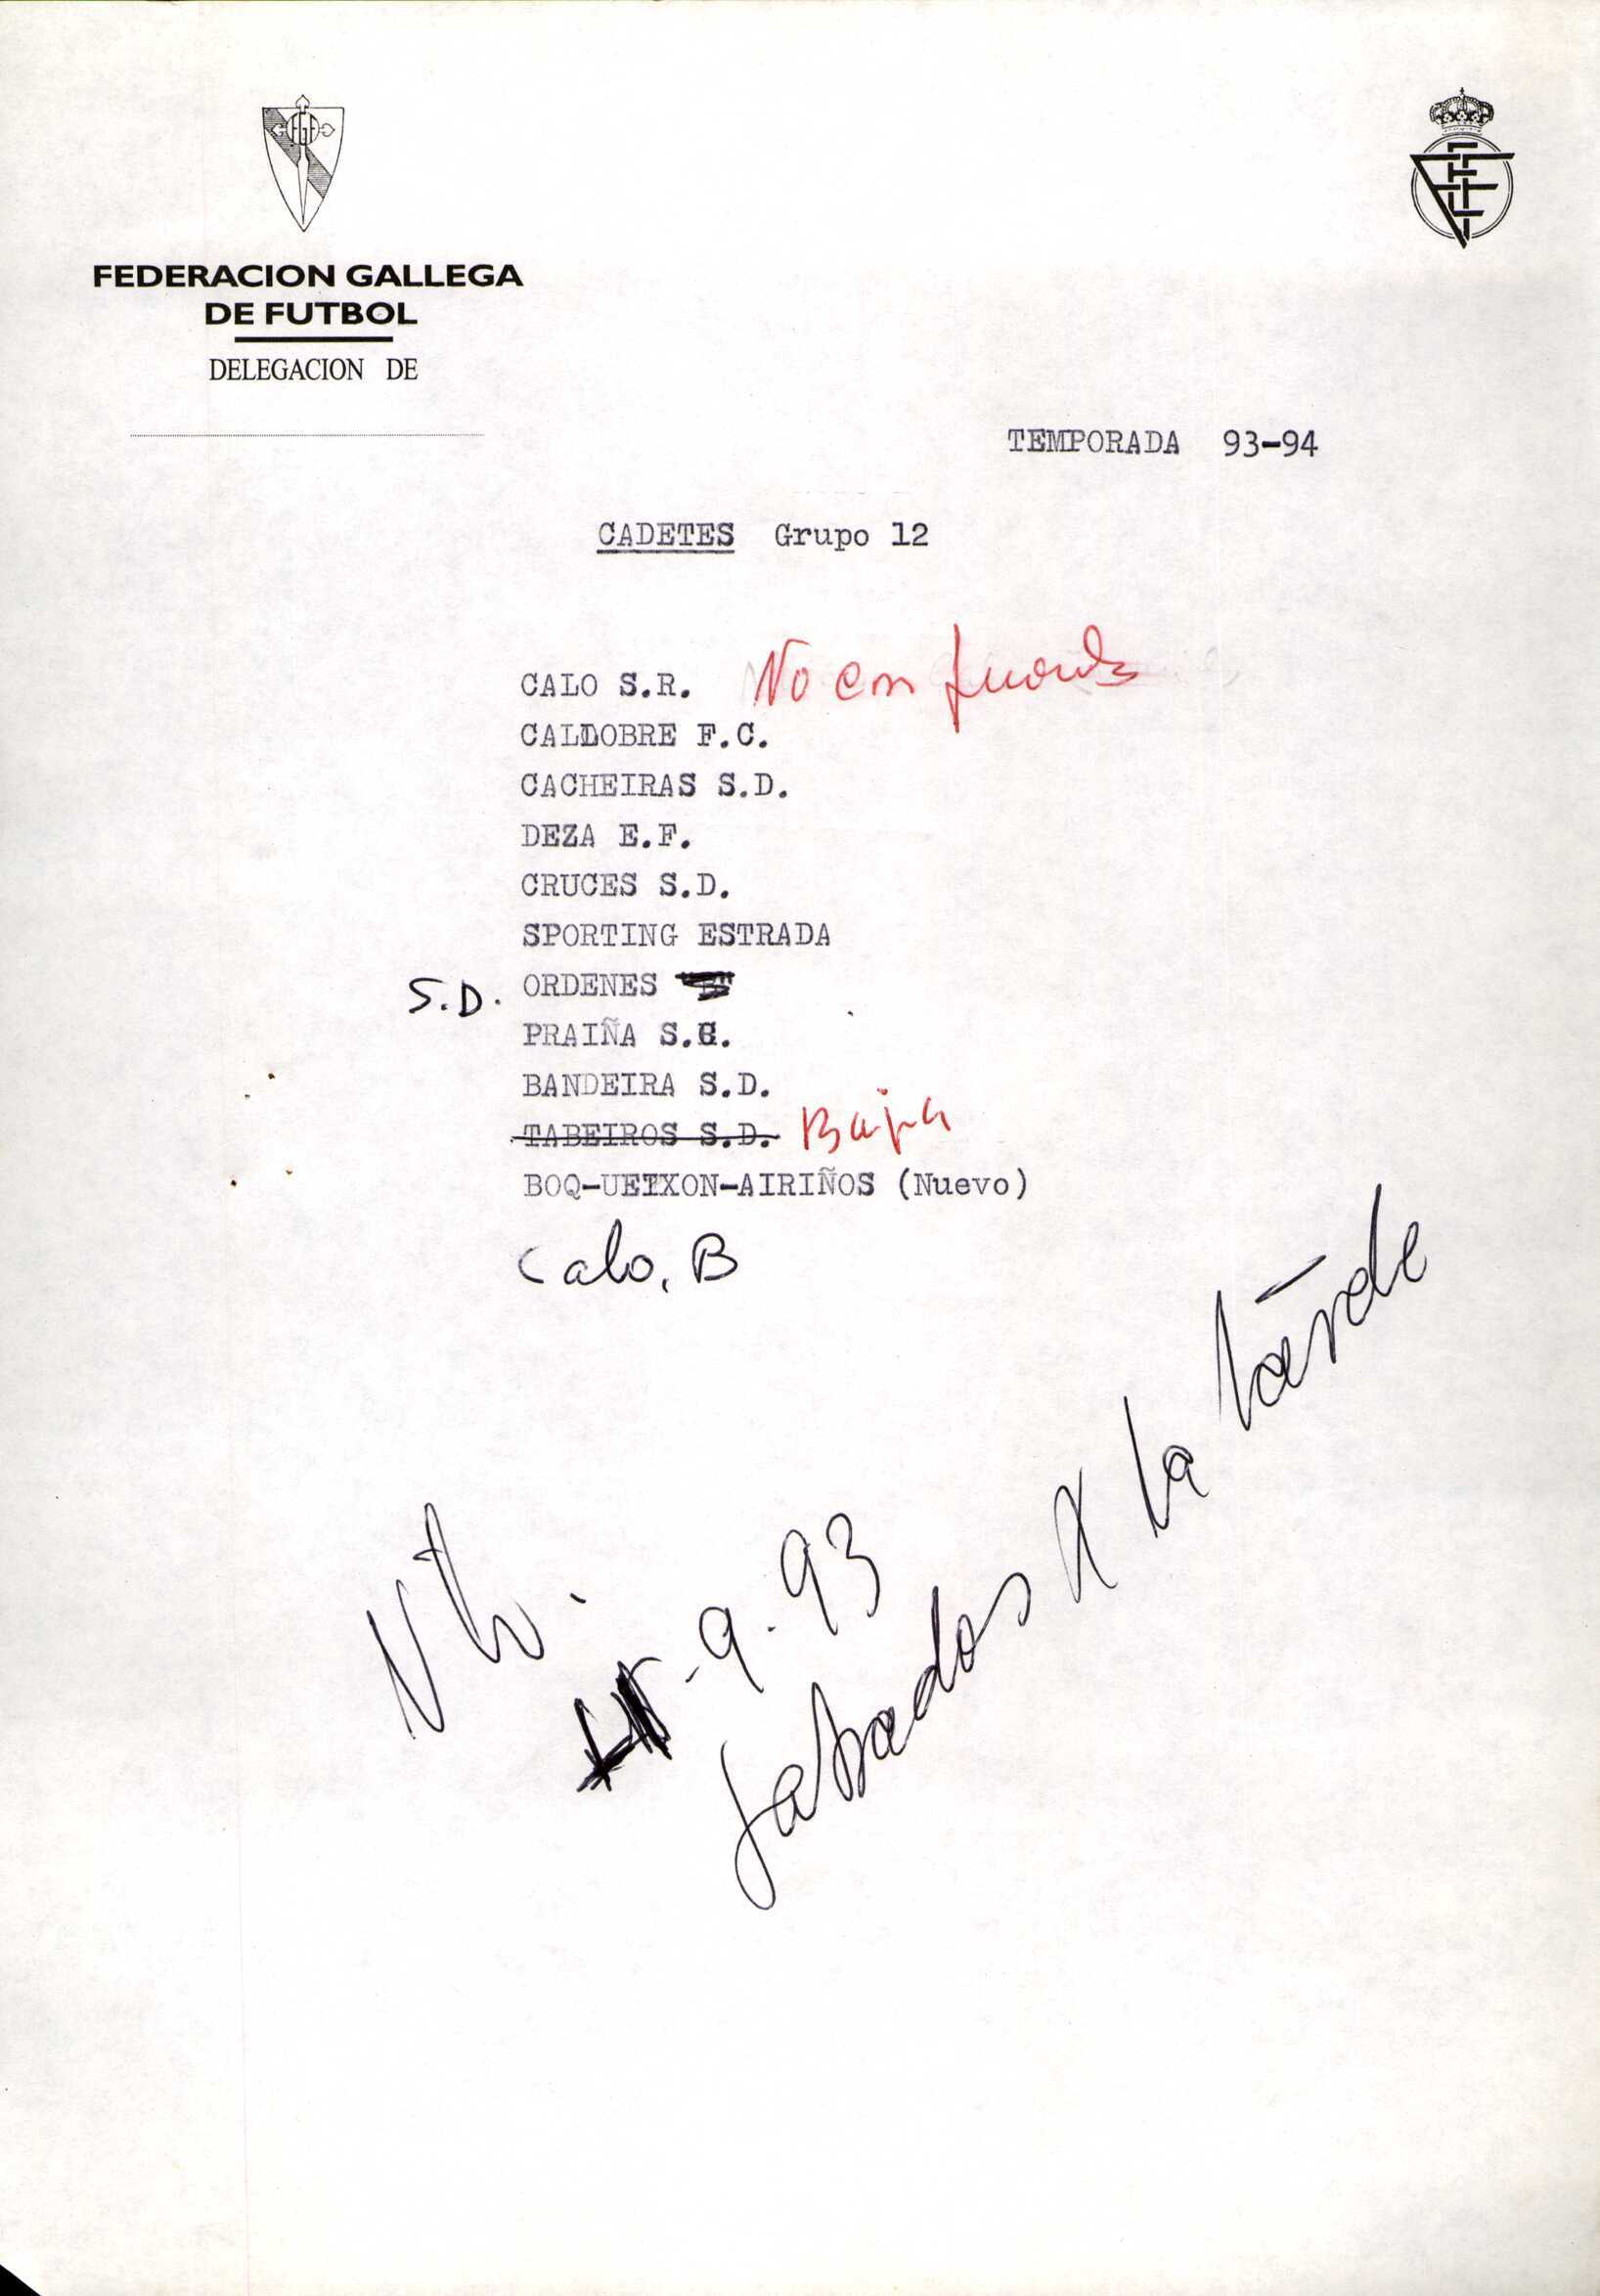 FEDERACION GALLEGA
DE FUTBOL
DELEGACION DE
TEMPORADA 93-94
CADETES Grupo 12
CALO S.R. No con
CALDOBRE F.C.
CACHEIRAS S.D.
DEZA E.F.
CRUCES S.D.
SPORTING ESTRADA
S.D. ORDENES
PRAIÑA S.C.
BANDEIRA S.D.
TABEIROS S.D. Baja
BOQ-UEIXON-AIRIÑOS (Nuevo)
Calo, B
-9-93
Sabados x la tarde